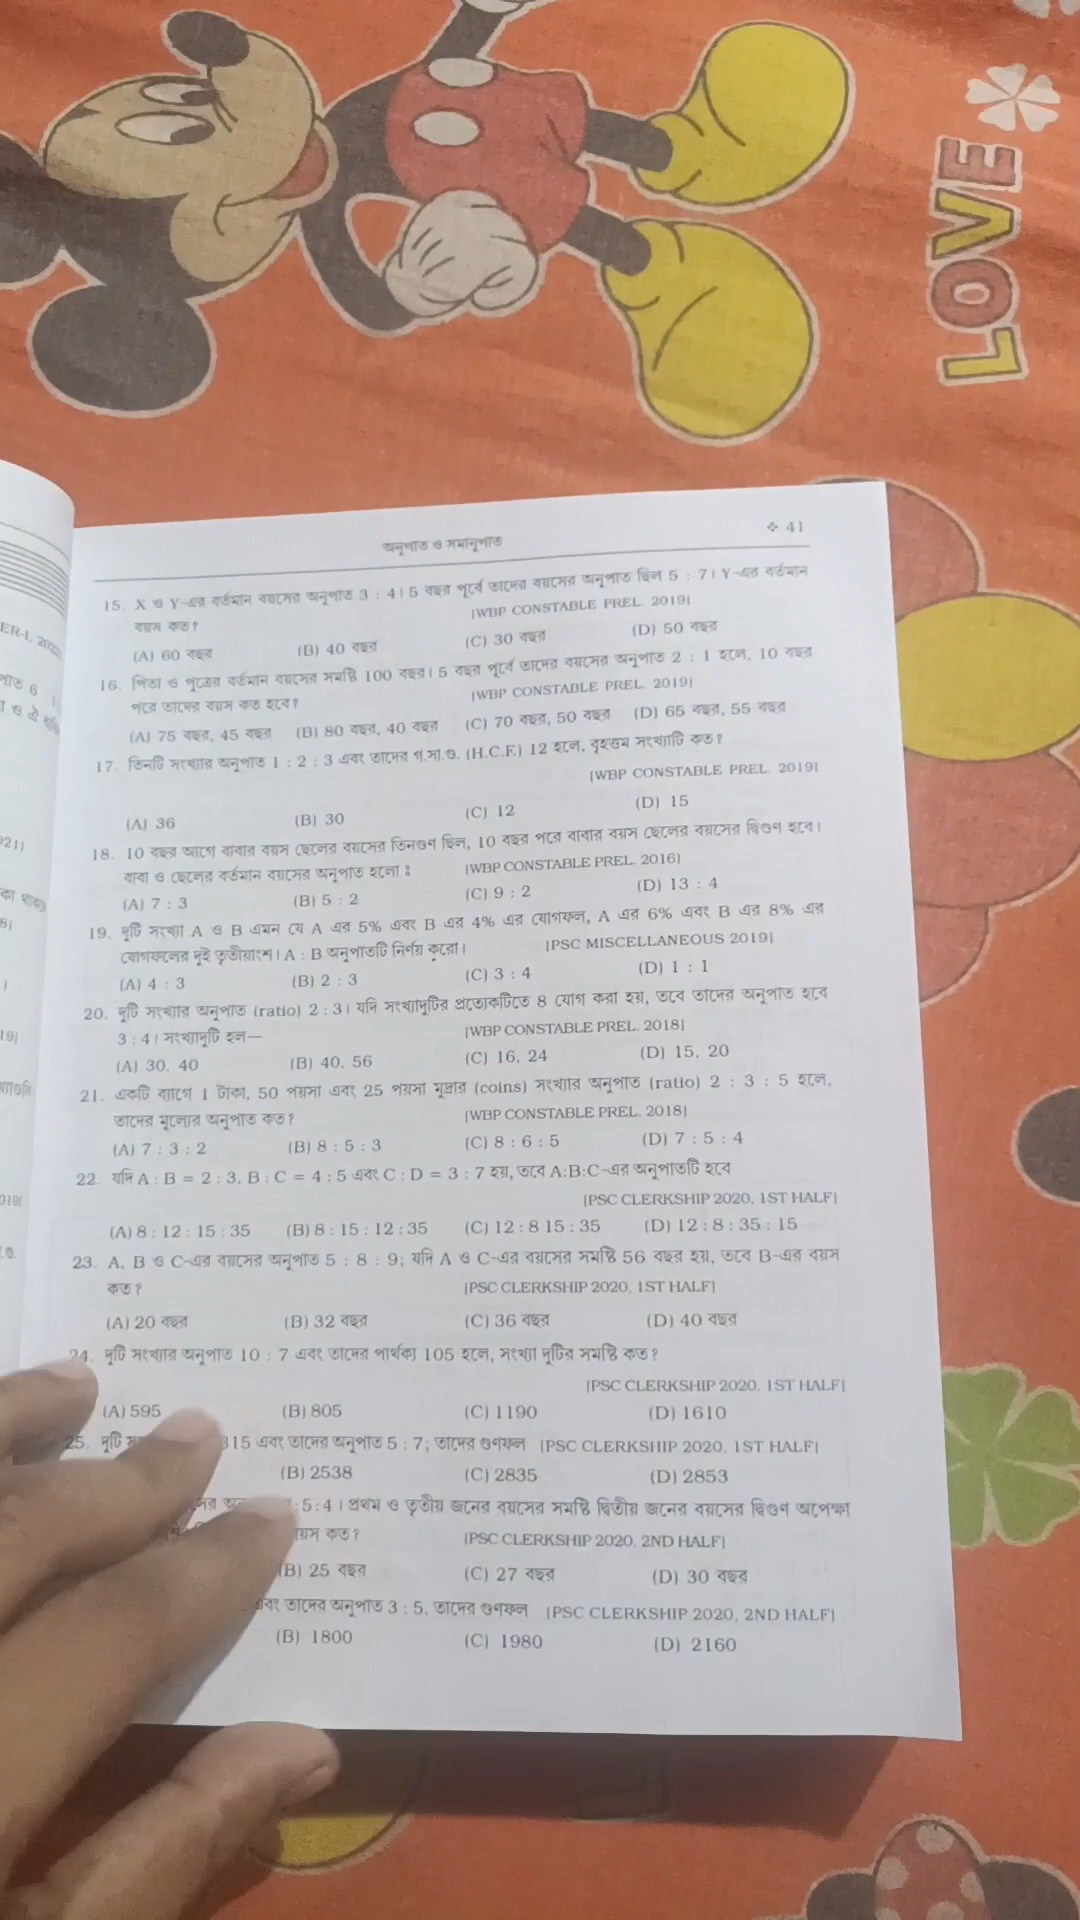 LOVE
ER-I, 202
পাত 6
021]
অনুপাত ও সমানুপাত ❖ 41
15. X ও Y-এর বর্তমান বয়সের অনুপাত 3 : 4। 5 বছর পূর্বে তাদের বয়সের অনুপাত ছিল 5 : 7। Y-এর বর্তমান
বয়স কত? [WBP CONSTABLE PREL. 2019]
(A) 60 বছর (B) 40 বছর (C) 30 বছর (D) 50 বছর
16. পিতা ও পুত্রের বর্তমান বয়সের সমষ্টি 100 বছর। 5 বছর পূর্বে তাদের বয়সের অনুপাত 2 : 1 হলে, 10 বছর
পরে তাদের বয়স কত হবে? [WBP CONSTABLE PREL. 2019]
(A) 75 বছর, 45 বছর (B) 80 বছর, 40 বছর (C) 70 বছর, 50 বছর (D) 65 বছর, 55 বছর
17. তিনটি সংখ্যার অনুপাত 1 : 2 : 3 এবং তাদের গ.সা.গু. (H.C.F.) 12 হলে, বৃহত্তম সংখ্যাটি কত?
[WBP CONSTABLE PREL. 2019]
(A) 36 (B) 30 (C) 12 (D) 15
18. 10 বছর আগে বাবার বয়স ছেলের বয়সের তিনগুণ ছিল, 10 বছর পরে বাবার বয়স ছেলের বয়সের দ্বিগুণ হবে।
বাবা ও ছেলের বর্তমান বয়সের অনুপাত হলো : [WBP CONSTABLE PREL. 2016]
(A) 7 : 3 (B) 5 : 2 (C) 9 : 2 (D) 13 : 4
19. দুটি সংখ্যা A ও B এমন যে A এর 5% এবং B এর 4% এর যোগফল, A এর 6% এবং B এর 8% এর
যোগফলের দুই তৃতীয়াংশ। A : B অনুপাতটি নির্ণয় করো। [PSC MISCELLANEOUS 2019]
(A) 4 : 3 (B) 2 : 3 (C) 3 : 4 (D) 1 : 1
20. দুটি সংখ্যার অনুপাত (ratio) 2 : 3। যদি সংখ্যাদুটির প্রত্যেকটিতে 8 যোগ করা হয়, তবে তাদের অনুপাত হবে
3 : 4। সংখ্যাদুটি হল— [WBP CONSTABLE PREL. 2018]
(A) 30, 40 (B) 40, 56 (C) 16, 24 (D) 15, 20
21. একটি ব্যাগে 1 টাকা, 50 পয়সা এবং 25 পয়সা মুদ্রার (coins) সংখ্যার অনুপাত (ratio) 2 : 3 : 5 হলে,
তাদের মূল্যের অনুপাত কত? [WBP CONSTABLE PREL. 2018]
(A) 7 : 3 : 2 (B) 8 : 5 : 3 (C) 8 : 6 : 5 (D) 7 : 5 : 4
22. যদি A : B = 2 : 3, B : C = 4 : 5 এবং C : D = 3 : 7 হয়, তবে A:B:C-এর অনুপাতটি হবে
[PSC CLERKSHIP 2020, 1ST HALF]
(A) 8 : 12 : 15 : 35 (B) 8 : 15 : 12 : 35 (C) 12 : 8 15 : 35 (D) 12 : 8 : 35 : 15
23. A, B ও C-এর বয়সের অনুপাত 5 : 8 : 9; যদি A ও C-এর বয়সের সমষ্টি 56 বছর হয়, তবে B-এর বয়স
কত? [PSC CLERKSHIP 2020, 1ST HALF]
(A) 20 বছর (B) 32 বছর (C) 36 বছর (D) 40 বছর
24. দুটি সংখ্যার অনুপাত 10 : 7 এবং তাদের পার্থক্য 105 হলে, সংখ্যা দুটির সমষ্টি কত?
[PSC CLERKSHIP 2020, 1ST HALF]
(A) 595 (B) 805 (C) 1190 (D) 1610
25. দুটি 315 এবং তাদের অনুপাত 5 : 7; তাদের গুণফল [PSC CLERKSHIP 2020, 1ST HALF]
(B) 2538 (C) 2835 (D) 2853
: 5 : 4। প্রথম ও তৃতীয় জনের বয়সের সমষ্টি দ্বিতীয় জনের বয়সের দ্বিগুণ অপেক্ষা
কত? [PSC CLERKSHIP 2020, 2ND HALF]
(B) 25 বছর (C) 27 বছর (D) 30 বছর
এবং তাদের অনুপাত 3 : 5, তাদের গুণফল [PSC CLERKSHIP 2020, 2ND HALF]
(B) 1800 (C) 1980 (D) 2160